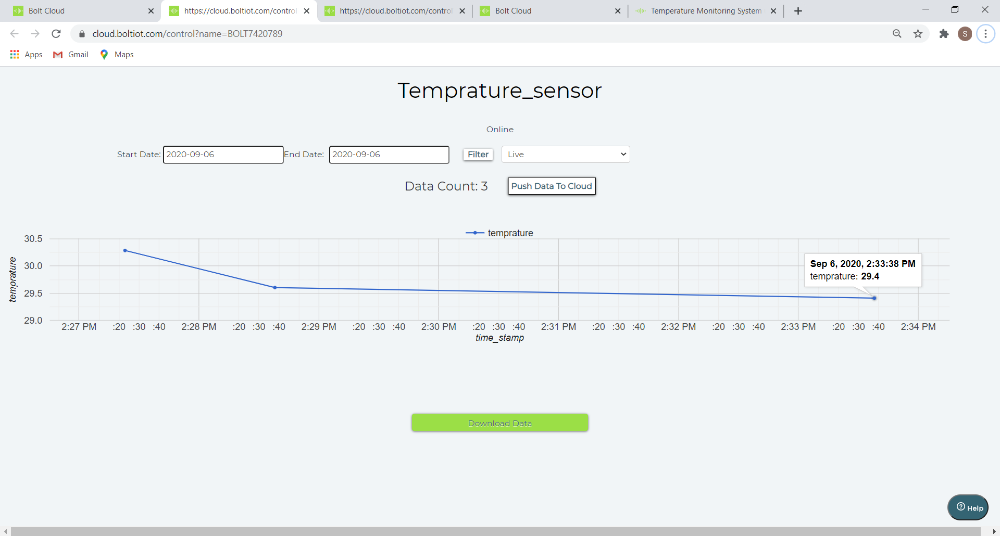 Bolt Cloud
https://cloud.boltiot.com/control
https://cloud.boltiot.com/control
Bolt Cloud
Temperature Monitoring System
cloud.boltiot.com/control?name=BOLT7420789
S
Apps Gmail Maps
Temprature_sensor
Online
Start Date: 2020-09-06 End Date: 2020-09-06 Filter Live
Data Count: 3 Push Data To Cloud
temprature
30.5
30.0
29.5
29.0
temprature
Sep 6, 2020, 2:33:38 PM
temprature: 29.4
2:27 PM :20 :30 :40 2:28 PM :20 :30 :40 2:29 PM :20 :30 :40 2:30 PM :20 :30 :40 2:31 PM :20 :30 :40 2:32 PM :20 :30 :40 2:33 PM :20 :30 :40 2:34 PM
time_stamp
Download Data
? Help